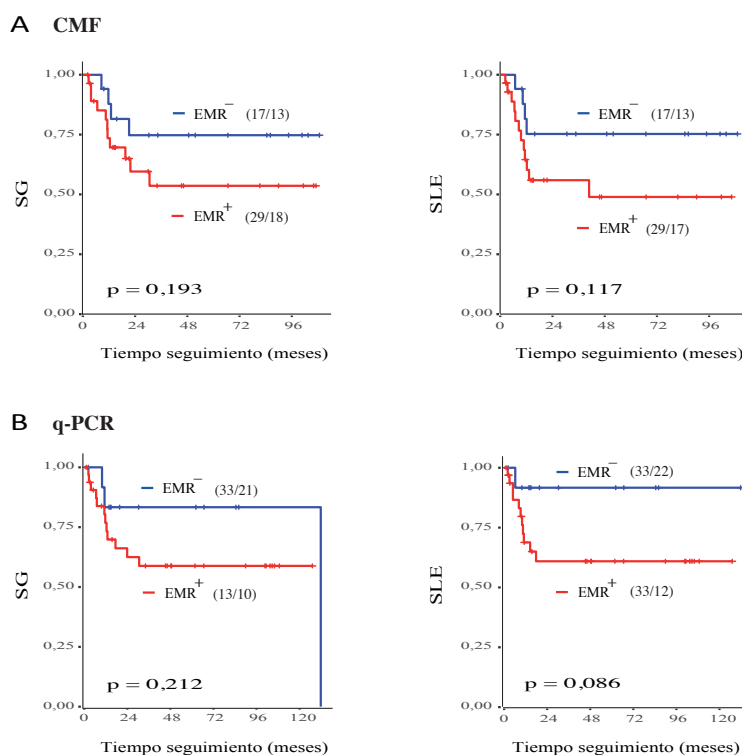 A CMF
1,00
0,75
0,50
0,25
0,00
SG
EMR⁻ (17/13)
EMR⁺ (29/18)
p = 0,193
0 24 48 72 96
Tiempo seguimiento (meses)
1,00
0,75
0,50
0,25
0,00
SLE
EMR⁻ (17/13)
EMR⁺ (29/17)
p = 0,117
0 24 48 72 96
Tiempo seguimiento (meses)
B q-PCR
1,00
0,75
0,50
0,25
0,00
SG
EMR⁻ (33/21)
EMR⁺ (13/10)
p = 0,212
0 24 48 72 96 120
Tiempo seguimiento (meses)
1,00
0,75
0,50
0,25
0,00
SLE
EMR⁻ (33/22)
EMR⁺ (33/12)
p = 0,086
0 24 48 72 96 120
Tiempo seguimiento (meses)